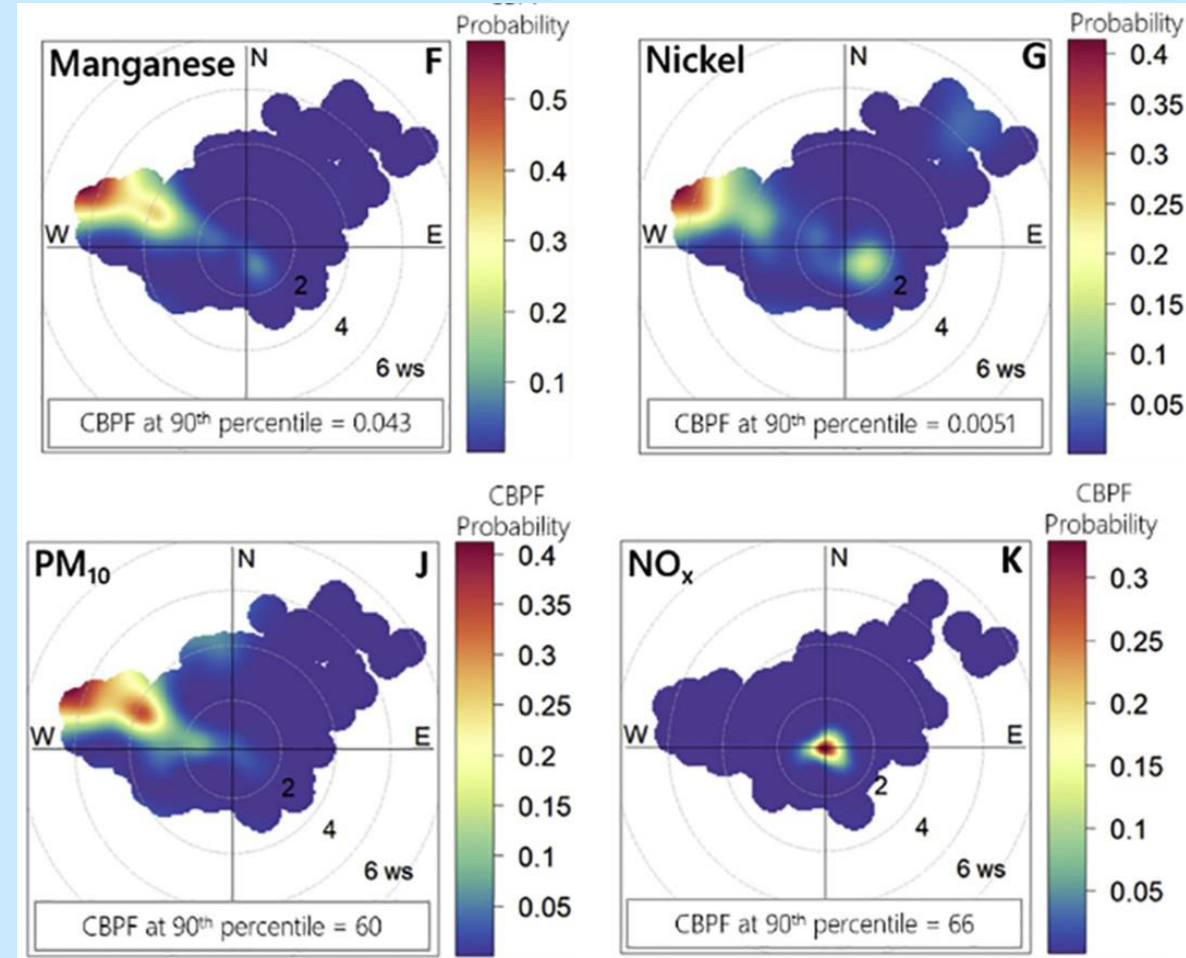 Probability
Manganese
N
F
W
E
2
4
6 ws
CBPF at 90th percentile = 0.043
0.5
0.4
0.3
0.2
0.1
Probability
Nickel
N
G
W
E
2
4
6 ws
CBPF at 90th percentile = 0.0051
0.4
0.35
0.3
0.25
0.2
0.15
0.1
0.05
CBPF
Probability
PM10
N
J
W
E
2
4
6 ws
CBPF at 90th percentile = 60
0.4
0.35
0.3
0.25
0.2
0.15
0.1
0.05
CBPF
Probability
NOx
N
K
W
E
2
4
6 ws
CBPF at 90th percentile = 66
0.3
0.25
0.2
0.15
0.1
0.05